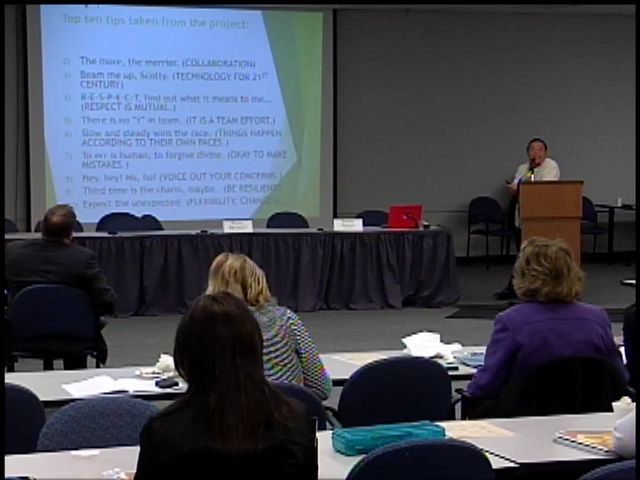 Top ten tips taken from the project:
The more, the merrier. (COLLABORATION)
Beam me up, Scotty. (TECHNOLOGY FOR 21ST
CENTURY)
R-E-S-P-E-C-T, find out what it means to me...
(RESPECT IS MUTUAL. )
There is no "I" in team. (IT IS A TEAM EFFORT.)
Slow and steady wins the race. (THINGS HAPPEN
ACCORDING TO THEIR OWN PACES. )
To err is human, to forgive divine. (OKAY TO MAKE
MISTAKES. )
Hey, hey! Ho, ho! (VOICE OUT YOUR CONCERNS.)
Third time is the charm, maybe. (BE RESILIENT
Expect the unexpected. (FLEXIBILITY,